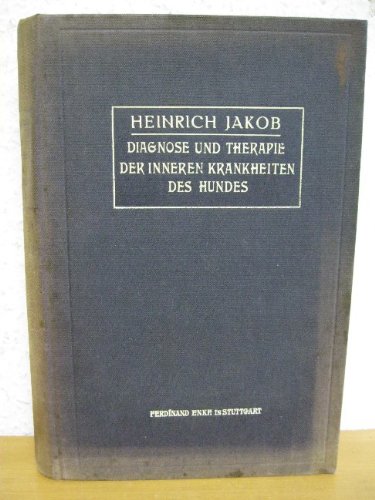 HEINRICH JAKOB
DIAGNOSE UND THERAPIE
DER INNEREN KRANKHEITEN
DES HUNDES
FERDINAND ENKE IN STUTTGART